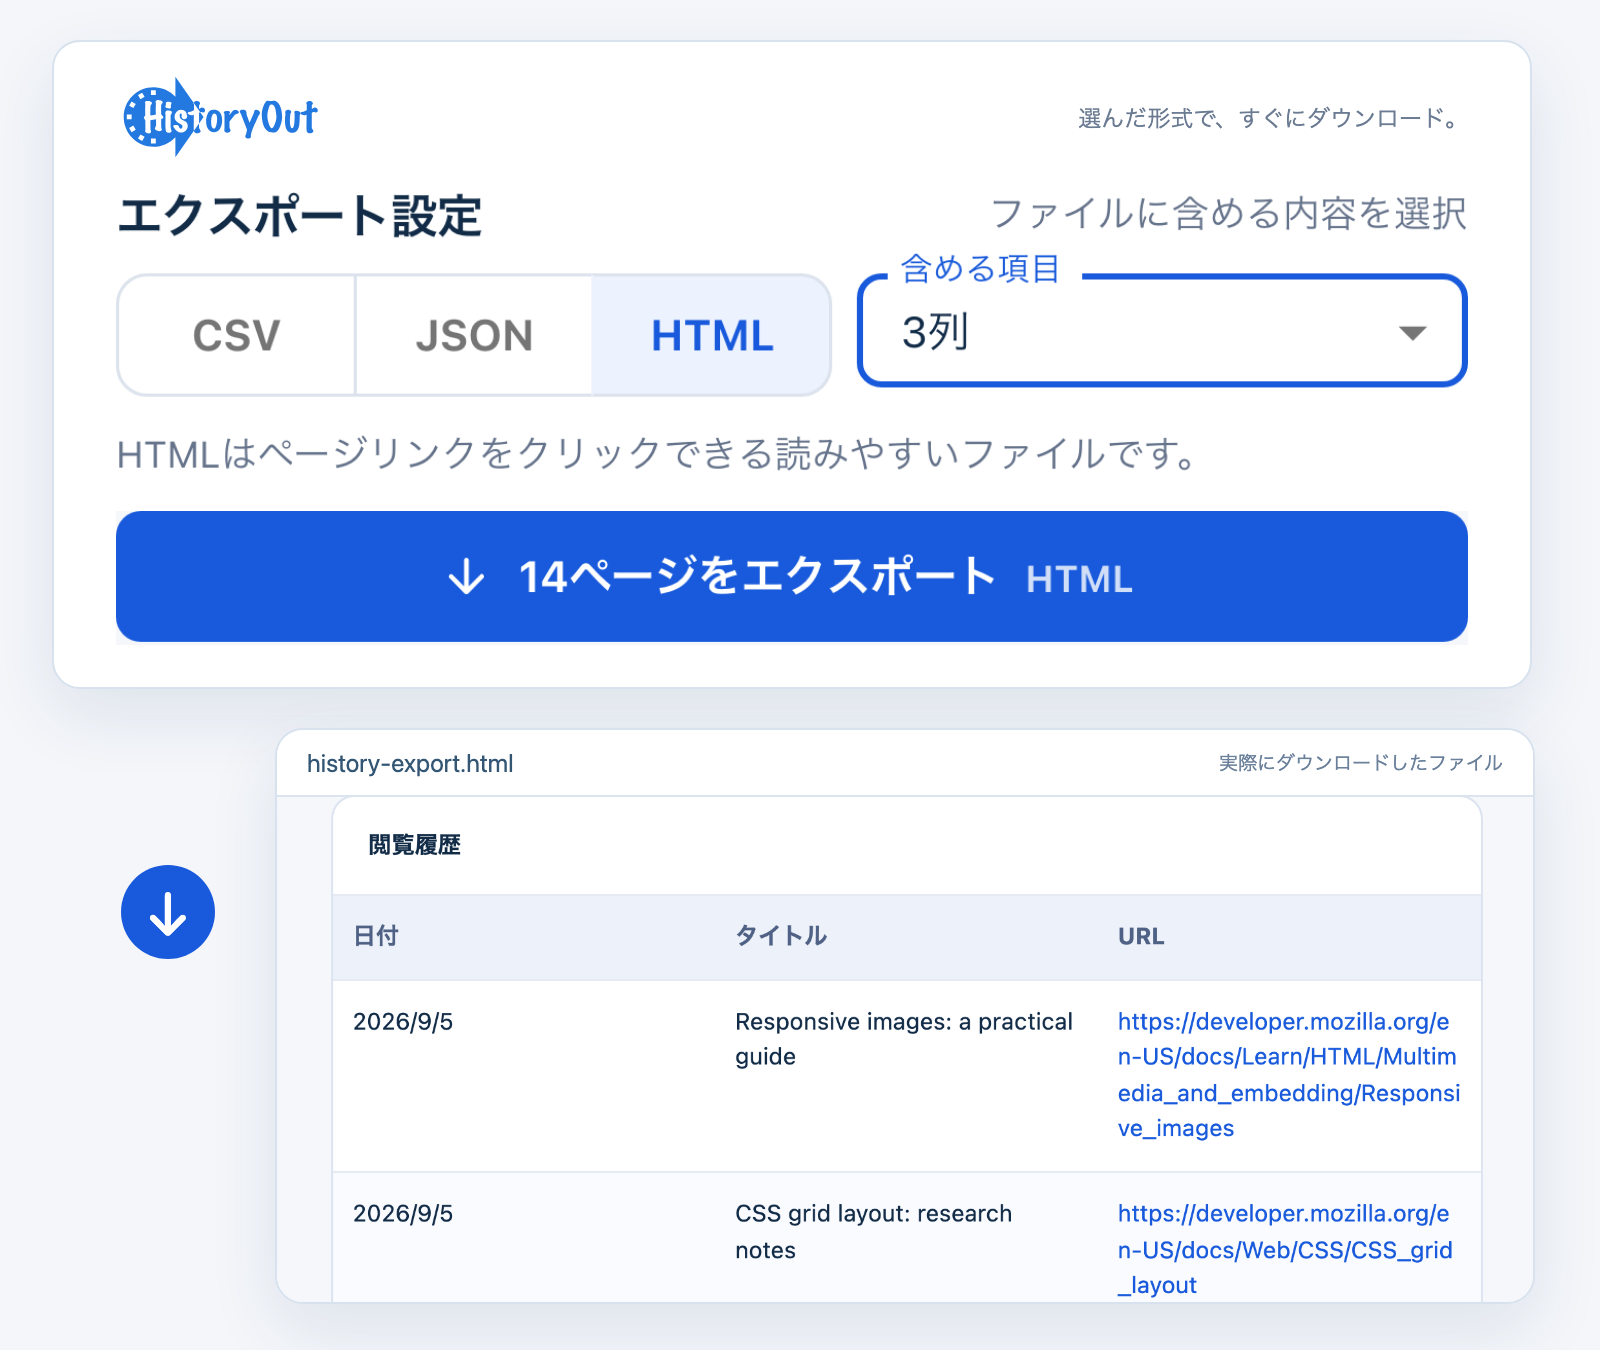 HistoryOut
選んだ形式で、すぐにダウンロード。
エクスポート設定
ファイルに含める内容を選択
含める項目
CSV
JSON
HTML
3列
HTMLはページリンクをクリックできる読みやすいファイルです。
14ページをエクスポート HTML
history-export.html
実際にダウンロードしたファイル
閲覧履歴
日付
タイトル
URL
2026/9/5
Responsive images: a practical
guide
https://developer.mozilla.org/e
n-US/docs/Learn/HTML/Multim
edia_and_embedding/Responsi
ve_images
2026/9/5
CSS grid layout: research
notes
https://developer.mozilla.org/e
n-US/docs/Web/CSS/CSS_grid
_layout